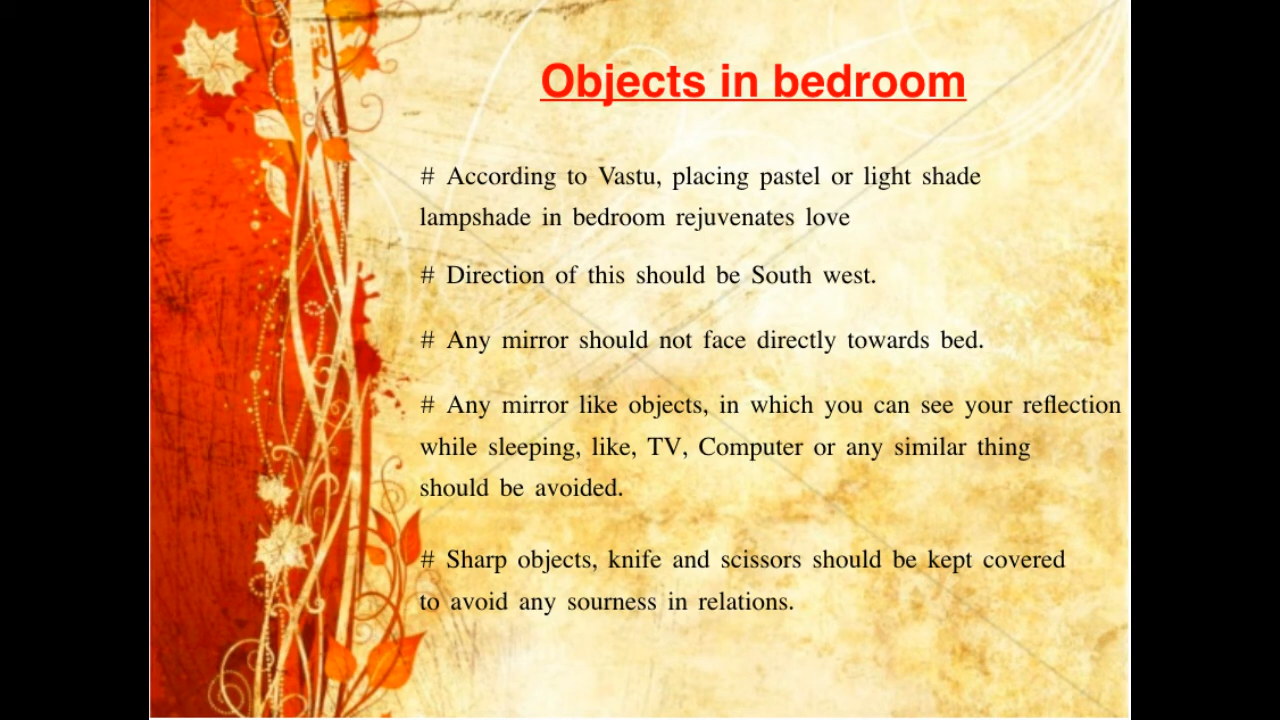 Objects in bedroom
# According to Vastu, placing pastel or light shade
lampshade in bedroom rejuvenates love
# Direction of this should be South west.
# Any mirror should not face directly towards bed.
# Any mirror like objects, in which you can see your reflection
while sleeping, like, TV, Computer or any similar thing
should be avoided.
# Sharp objects, knife and scissors should be kept covered
to avoid any sourness in relations.